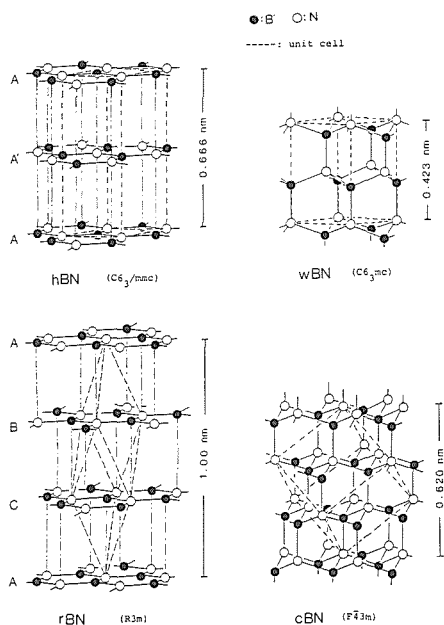 ●:B ○:N
-----: unit cell
A
A'
A
0.666 nm
hBN (C6₃/mmc)
0.423 nm
wBN (C6₃mc)
A
B
C
A
1.00 nm
rBN (R3m)
0.620 nm
cBN (F4̄3m)